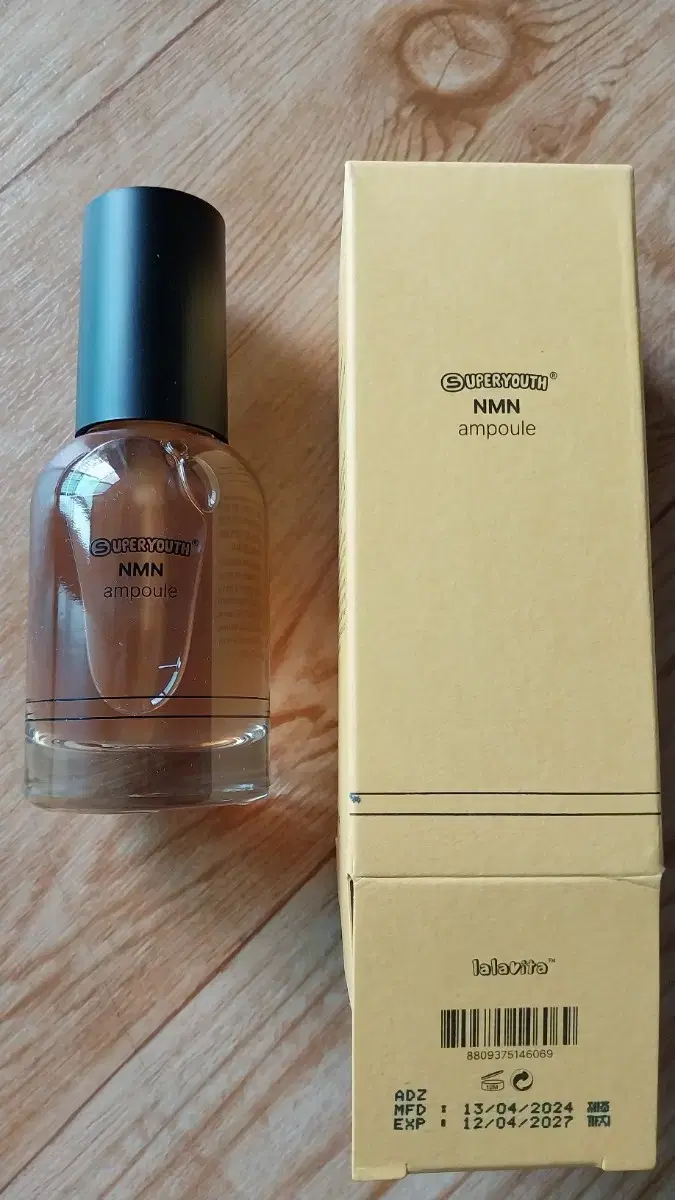 SUPERYOUTH®
NMN
ampoule
SUPERYOUTH®
NMN
ampoule
lalavita™
8809375146069
12M
ADZ
MFD : 13/04/2024 제조
EXP : 12/04/2027 까지